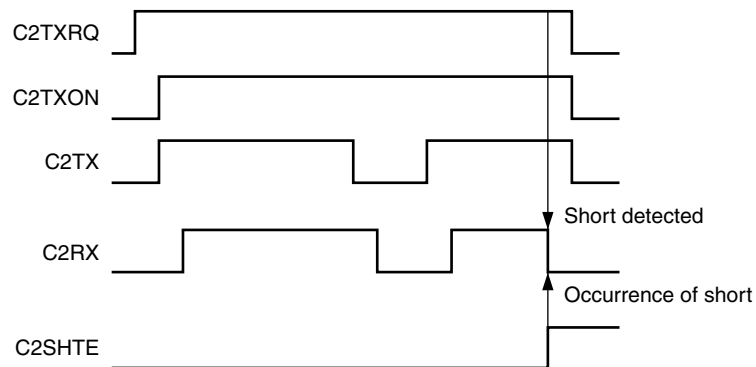 C2TXRQ
C2TXON
C2TX
Short detected
C2RX
Occurrence of short
C2SHTE